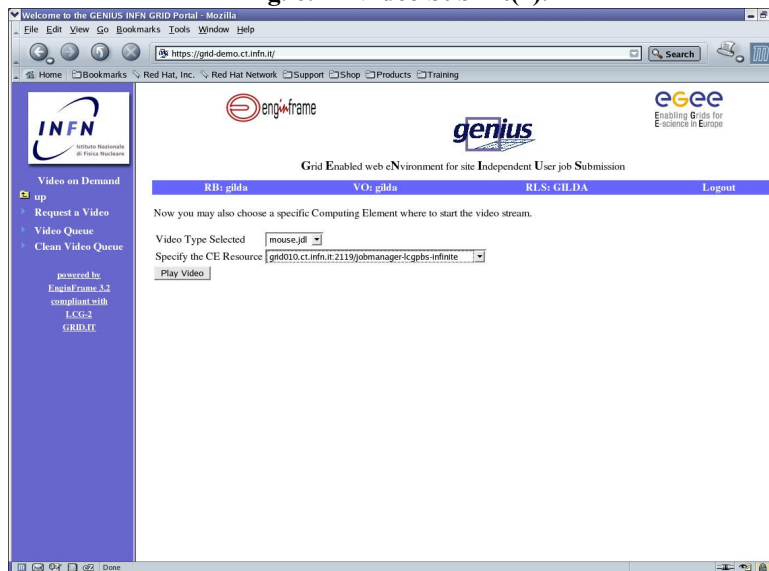 Welcome to the GENIUS INFN GRID Portal - Mozilla
File Edit View Go Bookmarks Tools Window Help
https://grid-demo.ct.infn.it/
Search
Home Bookmarks Red Hat, Inc. Red Hat Network Support Shop Products Training
INFN
Istituto Nazionale
di Fisica Nucleare
enginframe
genius
eGee
Enabling Grids for
E-science in Europe
Grid Enabled web eNvironment for site Independent User job Submission
RB: gilda VO: gilda RLS: GILDA Logout
Video on Demand
up
Request a Video
Video Queue
Clean Video Queue
powered by
EnginFrame 3.2
compliant with
LCG-2
GRID.IT
Now you may also choose a specific Computing Element where to start the video stream.
Video Type Selected mouse.jdl
Specify the CE Resource grid010.ct.infn.it:2119/jobmanager-lcgpbs-infinite
Play Video
Done